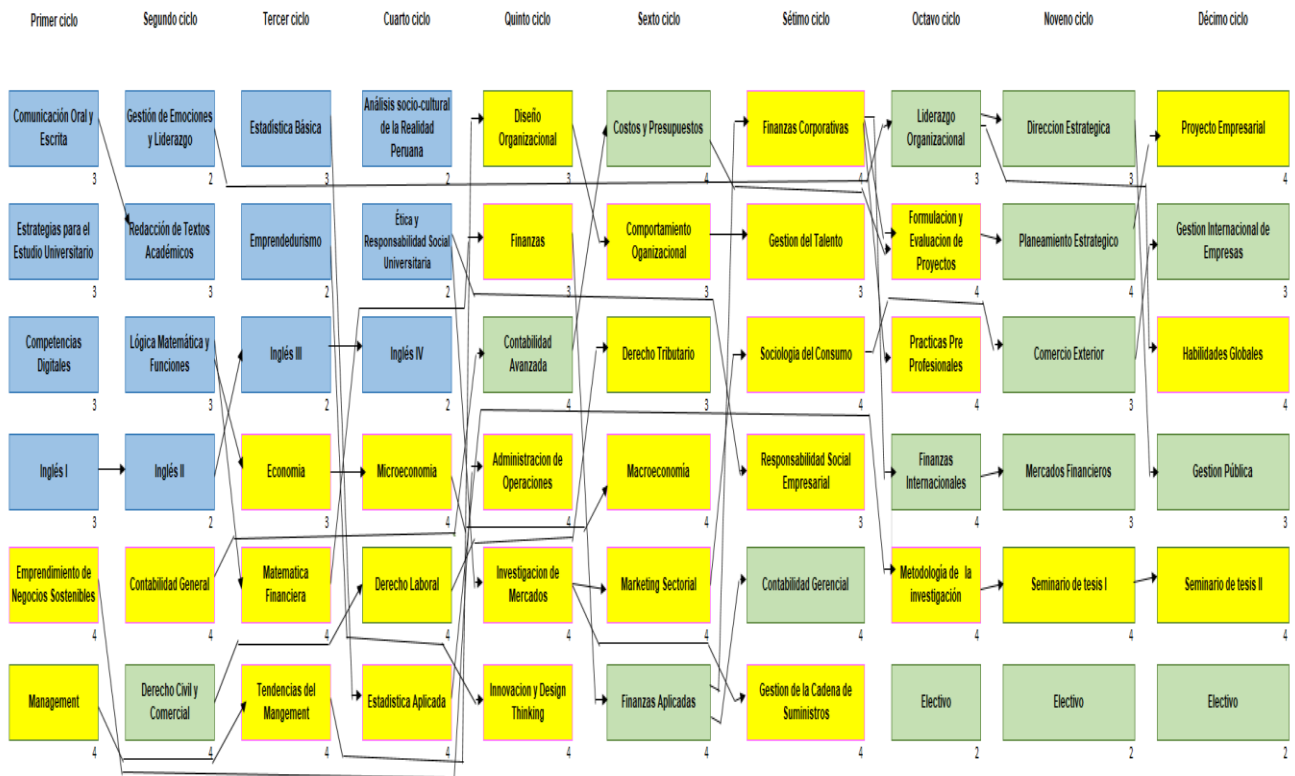 Primer ciclo
Segundo ciclo
Tercer ciclo
Cuarto ciclo
Quinto ciclo
Sexto ciclo
Sétimo ciclo
Octavo ciclo
Noveno ciclo
Décimo ciclo
Comunicación Oral y
Escrita
3
Gestión de Emociones
y Liderazgo
2
Estadística Básica
3
Análisis socio-cultural
de la Realidad
Peruana
2
Diseño
Organizacional
3
Costos y Presupuestos
4
Finanzas Corporativas
4
Liderazgo
Organizacional
3
Direccion Estrategica
3
Proyecto Empresarial
4
Estrategias para el
Estudio Universitario
3
Redacción de Textos
Académicos
3
Emprendedurismo
2
Ética y
Responsabilidad Social
Universitaria
2
Finanzas
3
Comportamiento
Oganizacional
3
Gestion del Talento
3
Formulacion y
Evaluacion de
Proyectos
4
Planeamiento Estrategico
4
Gestion Internacional de
Empresas
3
Competencias
Digitales
3
Lógica Matemática y
Funciones
3
Inglés III
2
Inglés IV
2
Contabilidad
Avanzada
4
Derecho Tributario
3
Sociologia del Consumo
4
Practicas Pre
Profesionales
4
Comercio Exterior
3
Habilidades Globales
4
Inglés I
3
Inglés II
2
Economia
3
Microeconomia
4
Administracion de
Operaciones
4
Macroeconomia
4
Responsabilidad Social
Empresarial
4
Finanzas
Internacionales
4
Mercados Financieros
3
Gestion Pública
3
Emprendimiento de
Negocios Sostenibles
4
Contabilidad General
4
Matematica
Financiera
4
Derecho Laboral
4
Investigacion de
Mercados
4
Marketing Sectorial
4
Contabilidad Gerencial
3
Metodologia de la
investigación
4
Seminario de tesis I
4
Seminario de tesis II
4
Management
4
Derecho Civil y
Comercial
4
Tendencias del
Mangement
4
Estadistica Aplicada
4
Innovacion y Design
Thinking
4
Finanzas Aplicadas
4
Gestion de la Cadena de
Suministros
4
Electivo
2
Electivo
2
Electivo
2